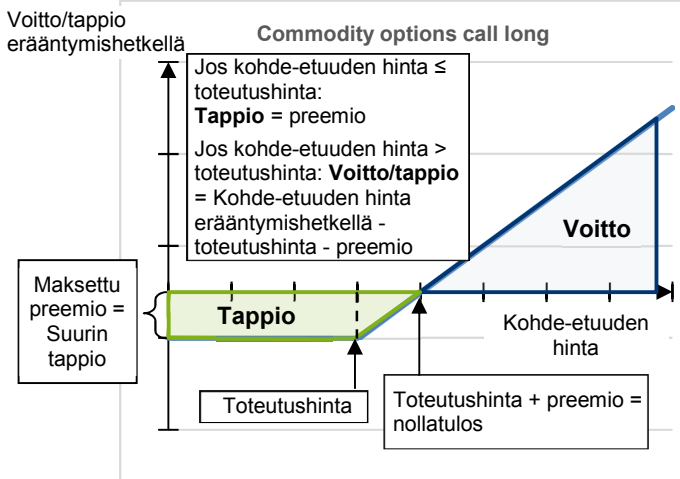 Voitto/tappio
erääntymishetkellä
Commodity options call long
Jos kohde-etuuden hinta ≤
toteutushinta:
Tappio = preemio
Jos kohde-etuuden hinta >
toteutushinta: Voitto/tappio
= Kohde-etuuden hinta
erääntymishetkellä -
toteutushinta - preemio
Voitto
Maksettu
preemio =
Suurin
tappio
Tappio
Kohde-etuuden
hinta
Toteutushinta
Toteutushinta + preemio =
nollatulos